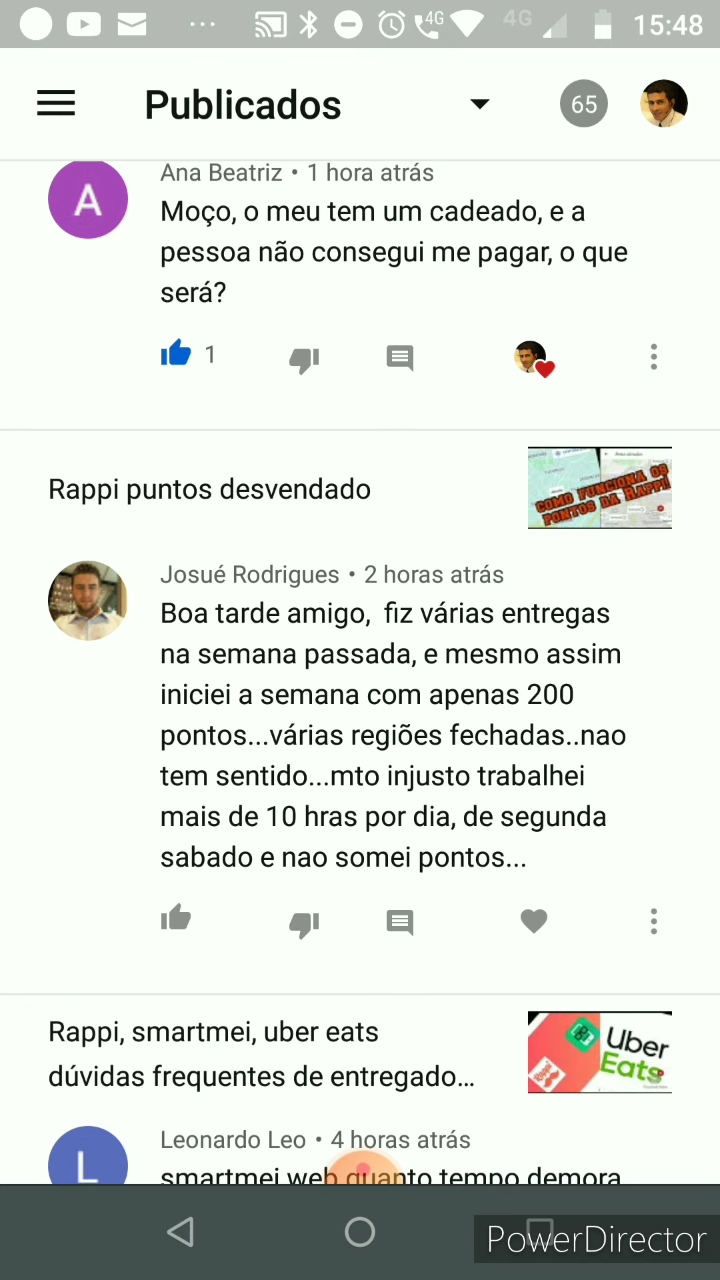 4G 4G 15:48
Publicados 65
Ana Beatriz • 1 hora atrás
A
Moço, o meu tem um cadeado, e a
pessoa não consegui me pagar, o que
será?
1
Rappi puntos desvendado
COMO FUNCIONA OS
PONTOS DA RAPPI!
Josué Rodrigues • 2 horas atrás
Boa tarde amigo, fiz várias entregas
na semana passada, e mesmo assim
iniciei a semana com apenas 200
pontos...várias regiões fechadas..nao
tem sentido...mto injusto trabalhei
mais de 10 hras por dia, de segunda
sabado e nao somei pontos...
Rappi, smartmei, uber eats
dúvidas frequentes de entregado...
Uber
Eats
Leonardo Leo • 4 horas atrás
L
smartmei web quanto tempo demora
PowerDirector